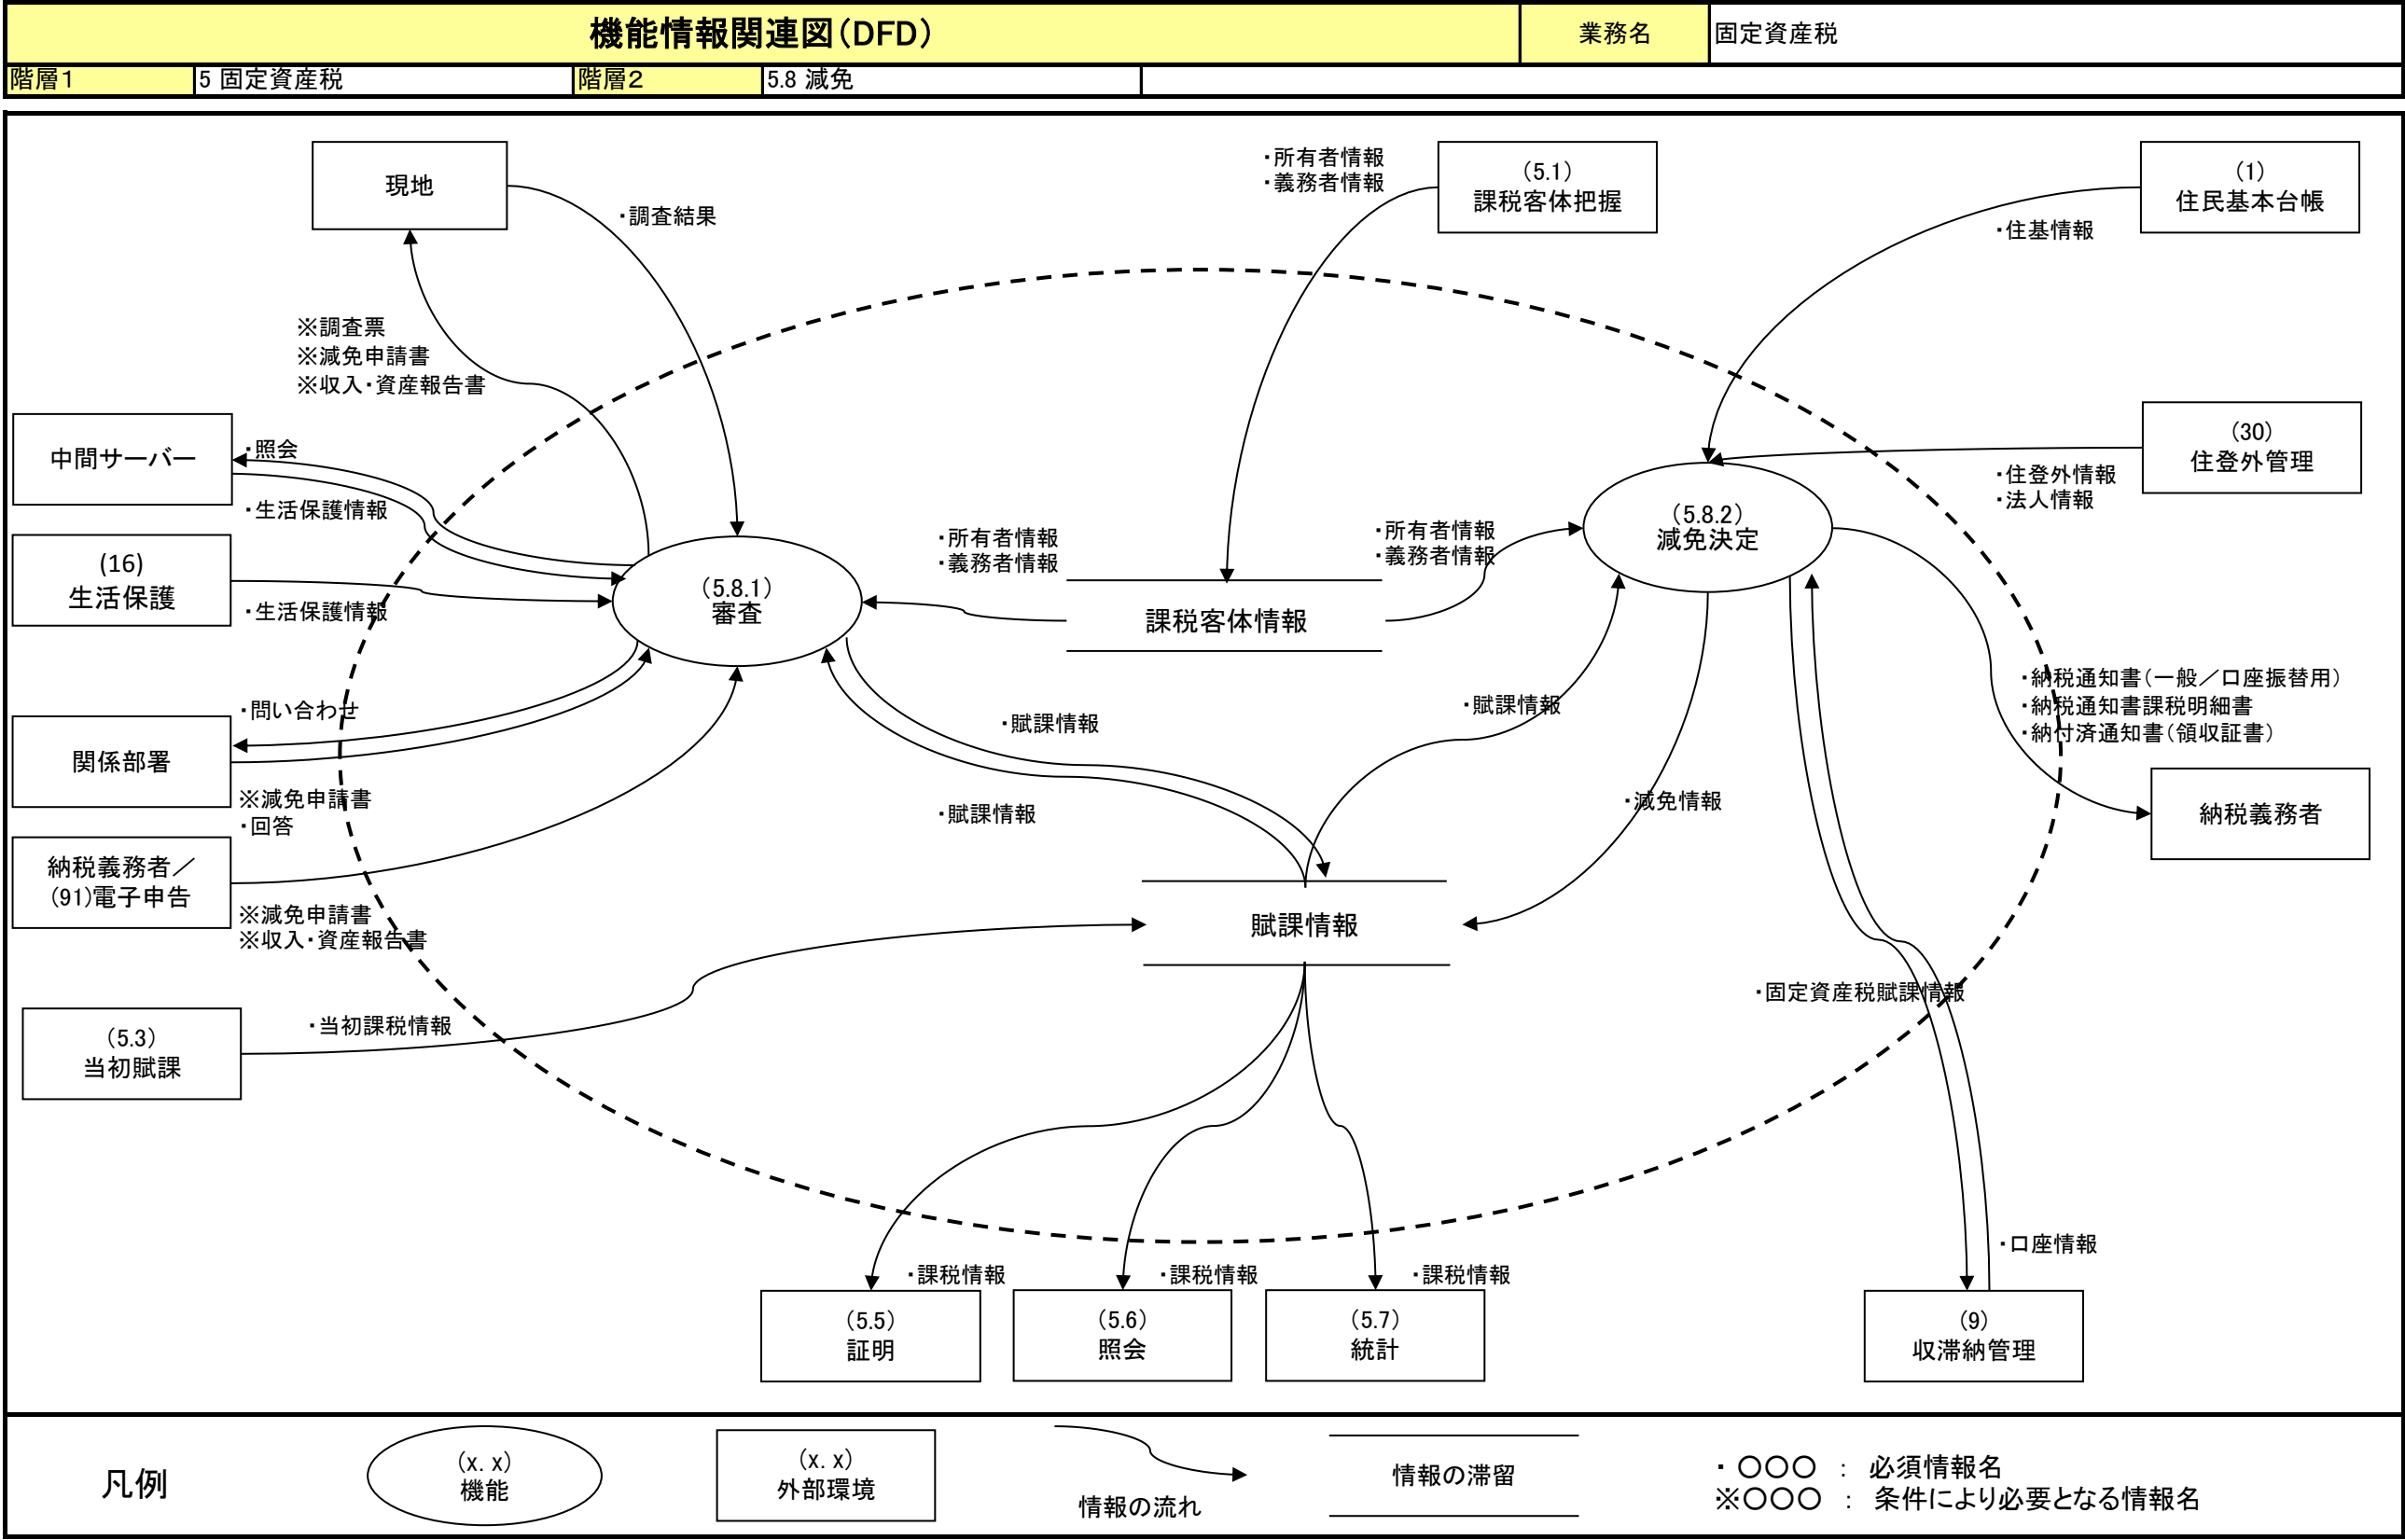 機能情報関連図（DFD）
業務名
固定資産税
階層１
5 固定資産税
階層２
5.8 減免
現地
・調査結果
・所有者情報
・義務者情報
（5.1）
課税客体把握
（1）
住民基本台帳
・住基情報
※調査票
※減免申請書
※収入・資産報告書
中間サーバー
・照会
・生活保護情報
（30）
住登外管理
・住登外情報
・法人情報
(16)
生活保護
・生活保護情報
（5.8.1）
審査
・所有者情報
・義務者情報
課税客体情報
・所有者情報
・義務者情報
（5.8.2）
減免決定
・問い合わせ
関係部署
※減免申請書
・回答
・賦課情報
・賦課情報
・賦課情報
・減免情報
・納税通知書（一般／口座振替用）
・納税通知書課税明細書
・納付済通知書（領収証書）
納税義務者
納税義務者／
(91)電子申告
※減免申請書
※収入・資産報告書
賦課情報
（5.3）
当初賦課
・当初課税情報
・固定資産税賦課情報
・口座情報
・課税情報
・課税情報
・課税情報
（5.5）
証明
（5.6）
照会
（5.7）
統計
（9）
収滞納管理
凡例
（x. x）
機能
（x. x）
外部環境
情報の流れ
情報の滞留
・ 〇〇〇 ： 必須情報名
※〇〇〇 ： 条件により必要となる情報名